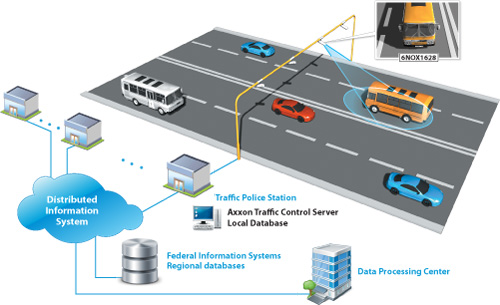 6NOX1628
Distributed
Information
System
Traffic Police Station
Axxon Traffic Control Server
Local Database
Federal Information Systems
Regional databases
Data Processing Center